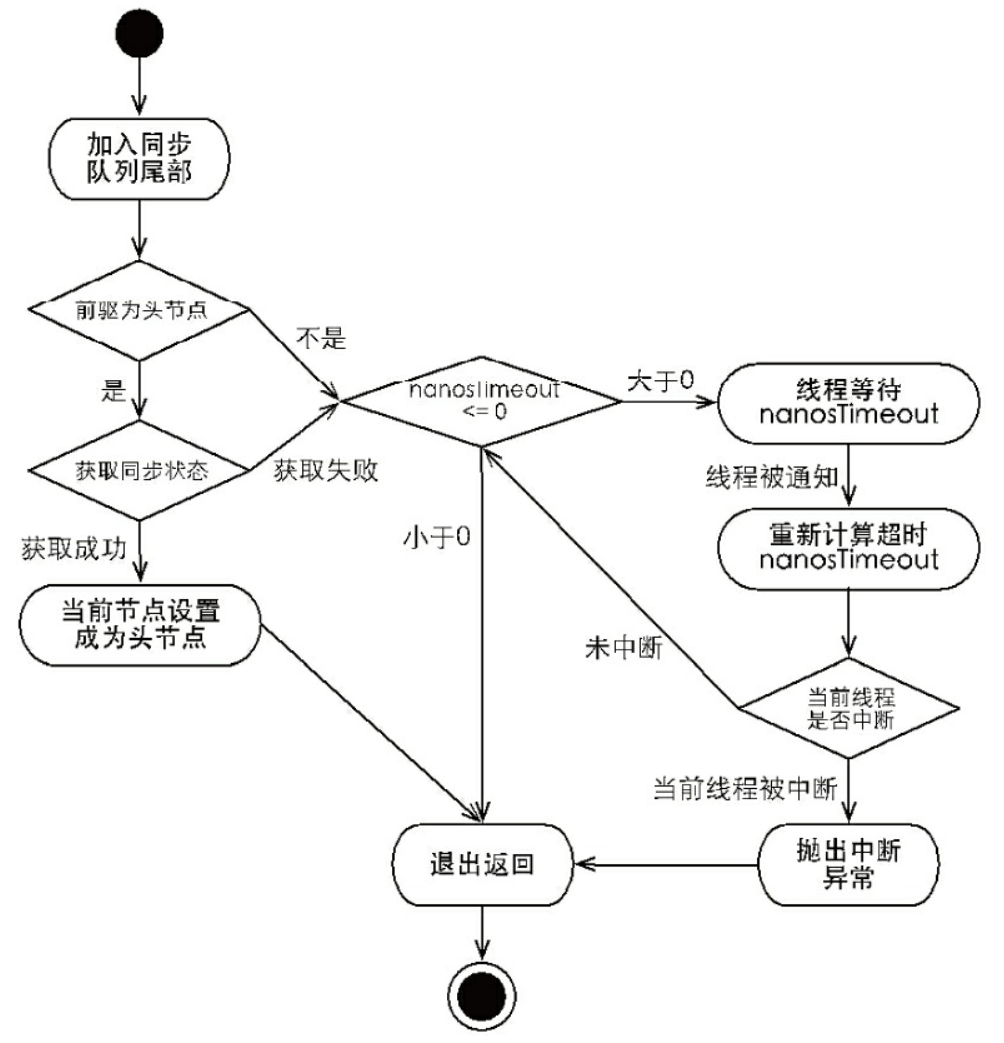 加入同步
队列尾部
前驱为头节点
不是
是
nanosTimeout
<= 0
大于0
线程等待
nanosTimeout
获取同步状态
获取失败
线程被通知
小于0
重新计算超时
nanosTimeout
获取成功
当前节点设置
成为头节点
未中断
当前线程
是否中断
当前线程被中断
退出返回
抛出中断
异常